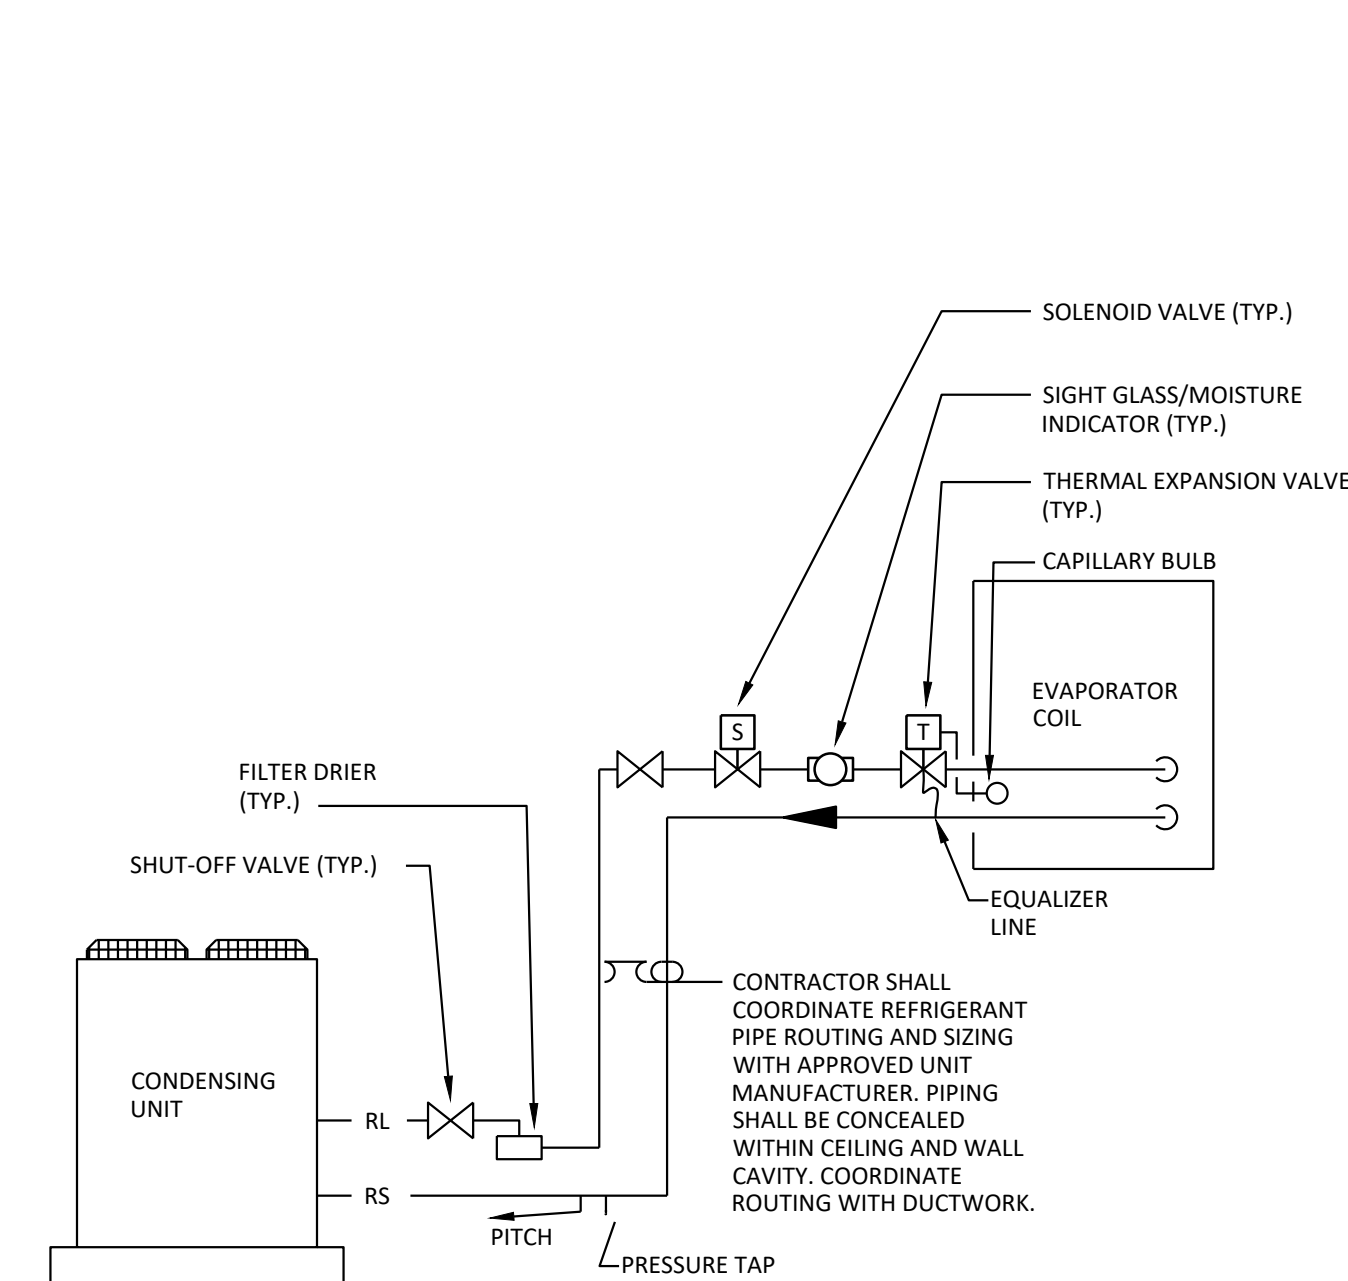 SOLENOID VALVE (TYP.)
SIGHT GLASS/MOISTURE
INDICATOR (TYP.)
THERMAL EXPANSION VALVE
(TYP.)
CAPILLARY BULB
EVAPORATOR
COIL
S
T
FILTER DRIER
(TYP.)
SHUT-OFF VALVE (TYP.)
EQUALIZER
LINE
CONTRACTOR SHALL
COORDINATE REFRIGERANT
PIPE ROUTING AND SIZING
WITH APPROVED UNIT
MANUFACTURER. PIPING
SHALL BE CONCEALED
WITHIN CEILING AND WALL
CAVITY. COORDINATE
ROUTING WITH DUCTWORK.
CONDENSING
UNIT
RL
RS
PITCH
PRESSURE TAP